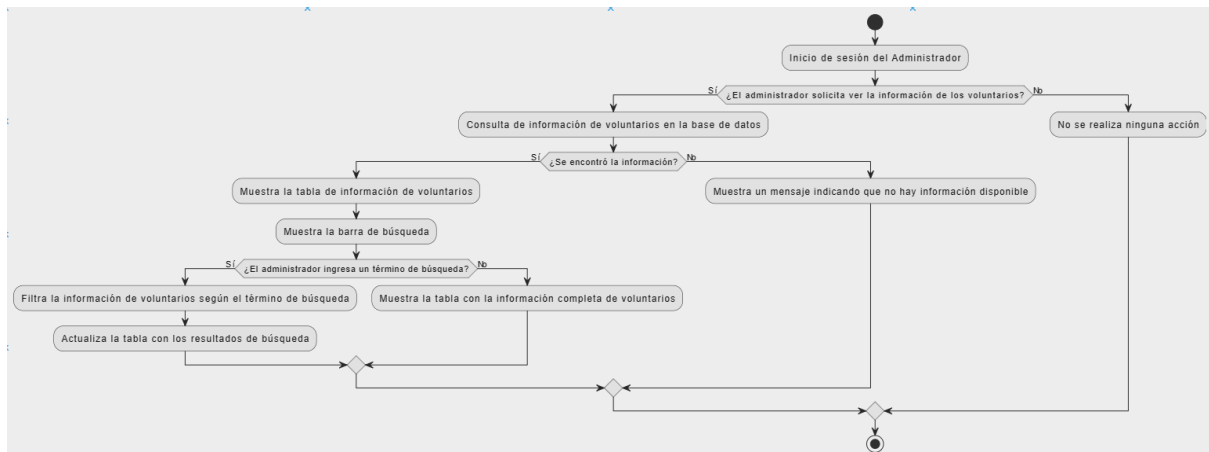 Inicio de sesión del Administrador
Sí
¿El administrador solicita ver la información de los voluntarios?
No
Consulta de información de voluntarios en la base de datos
No se realiza ninguna acción
Sí
¿Se encontró la información?
No
Muestra la tabla de información de voluntarios
Muestra un mensaje indicando que no hay información disponible
Muestra la barra de búsqueda
Sí
¿El administrador ingresa un término de búsqueda?
No
Filtra la información de voluntarios según el término de búsqueda
Muestra la tabla con la información completa de voluntarios
Actualiza la tabla con los resultados de búsqueda